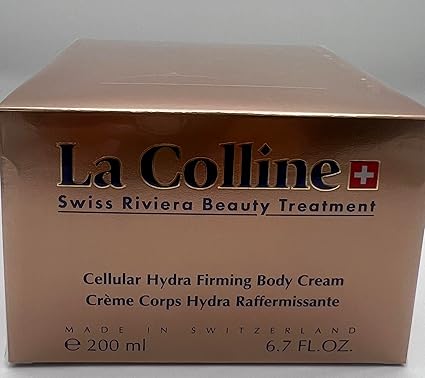 La Colline
Swiss Riviera Beauty Treatment
Cellular Hydra Firming Body Cream
Crème Corps Hydra Raffermissante
MADE IN SWITZERLAND
℮ 200 ml 6.7 FL.OZ.